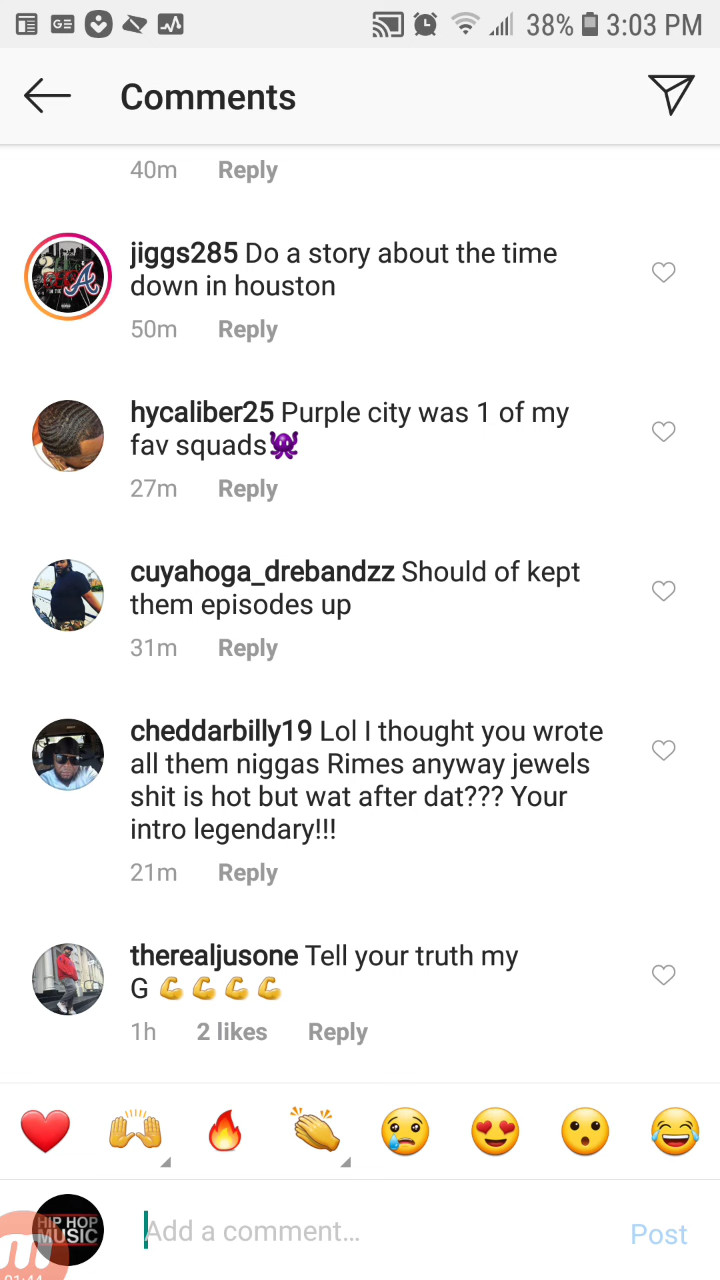 GE
38% 3:03 PM
Comments
40m Reply
jiggs285 Do a story about the time
down in houston
50m Reply
hycaliber25 Purple city was 1 of my
fav squads🐙
27m Reply
cuyahoga_drebandzz Should of kept
them episodes up
31m Reply
cheddarbilly19 Lol I thought you wrote
all them niggas Rimes anyway jewels
shit is hot but wat after dat??? Your
intro legendary!!!
21m Reply
therealjusone Tell your truth my
G 💪 💪 💪 💪
1h 2 likes Reply
HIP HOP
MUSIC
Add a comment... Post
m
01:44